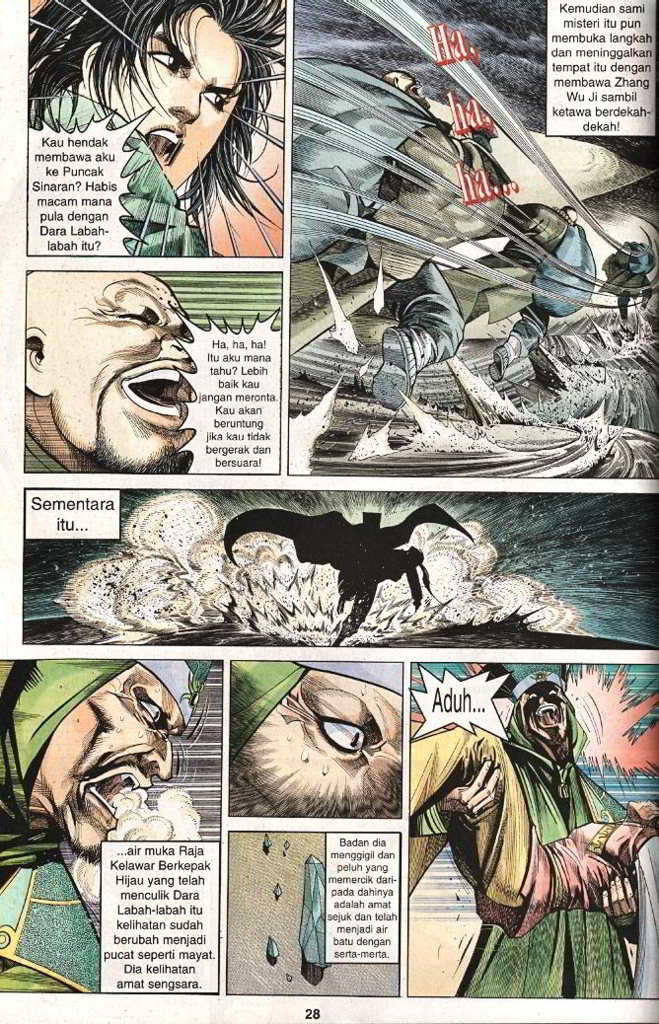 Kau hendak
membawa aku
ke Puncak
Sinaran? Habis
macam mana
pula dengan
Dara Labah-
labah itu?
Ha,
ha,
ha...
Kemudian sami
misteri itu pun
membuka langkah
dan meninggalkan
tempat itu dengan
membawa Zhang
Wu Ji sambil
ketawa berdekah-
dekah!
Ha, ha, ha!
Itu aku mana
tahu? Lebih
baik kau
jangan meronta.
Kau akan
beruntung
jika kau tidak
bergerak dan
bersuara!
Sementara
itu...
...air muka Raja
Kelawar Berkepak
Hijau yang telah
menculik Dara
Labah-labah itu
kelihatan sudah
berubah menjadi
pucat seperti mayat.
Dia kelihatan
amat sengsara.
Badan dia
menggigil dan
peluh yang
memercik dari-
pada dahinya
adalah amat
sejuk dan telah
menjadi air
batu dengan
serta-merta.
Aduh...
28